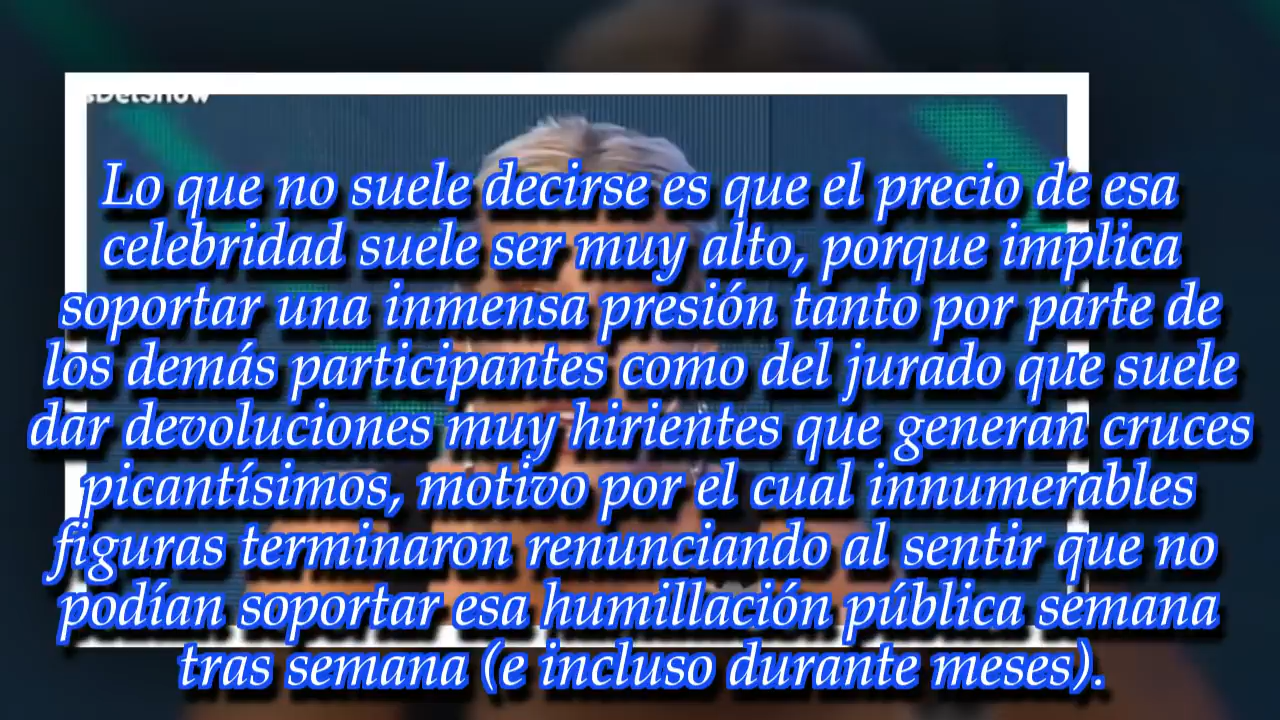 Lo que no suele decirse es que el precio de esa
celebridad suele ser muy alto, porque implica
soportar una inmensa presión tanto por parte de
los demás participantes como del jurado que suele
dar devoluciones muy hirientes que generan cruces
picantísimos, motivo por el cual innumerables
figuras terminaron renunciando al sentir que no
podían soportar esa humillación pública semana
tras semana (e incluso durante meses).